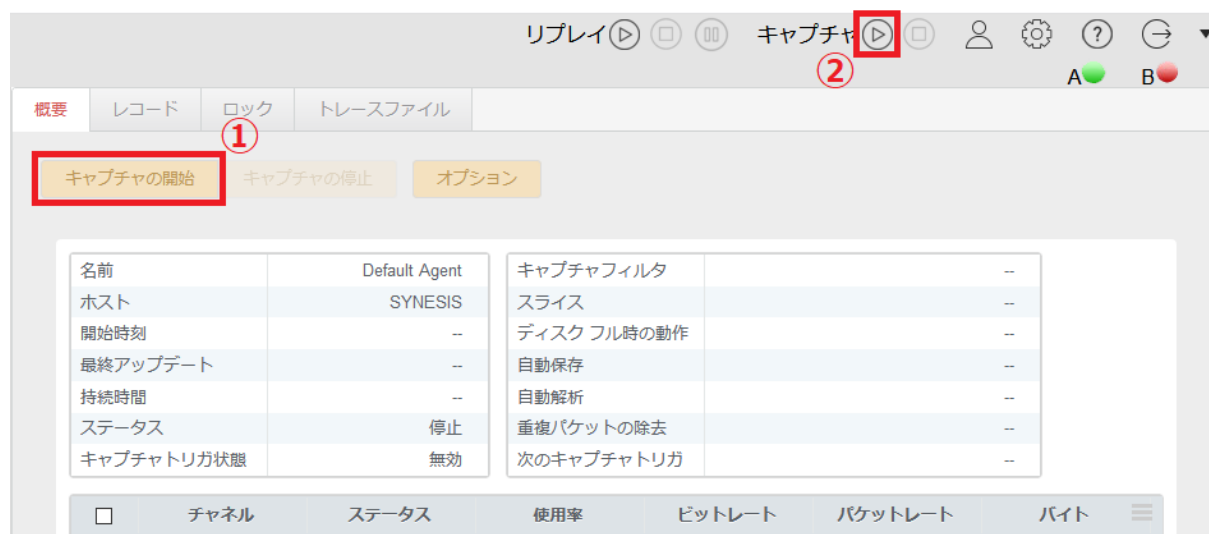 リプレイ キャプチャ ?
② A B
概要 レコード ロック トレースファイル
①
キャプチャの開始 キャプチャの停止 オプション
名前 Default Agent キャプチャフィルタ --
ホスト SYNESIS スライス --
開始時刻 -- ディスク フル時の動作 --
最終アップデート -- 自動保存 --
持続時間 -- 自動解析 --
ステータス 停止 重複パケットの除去 --
キャプチャトリガ状態 無効 次のキャプチャトリガ --
チャネル ステータス 使用率 ビットレート パケットレート バイト